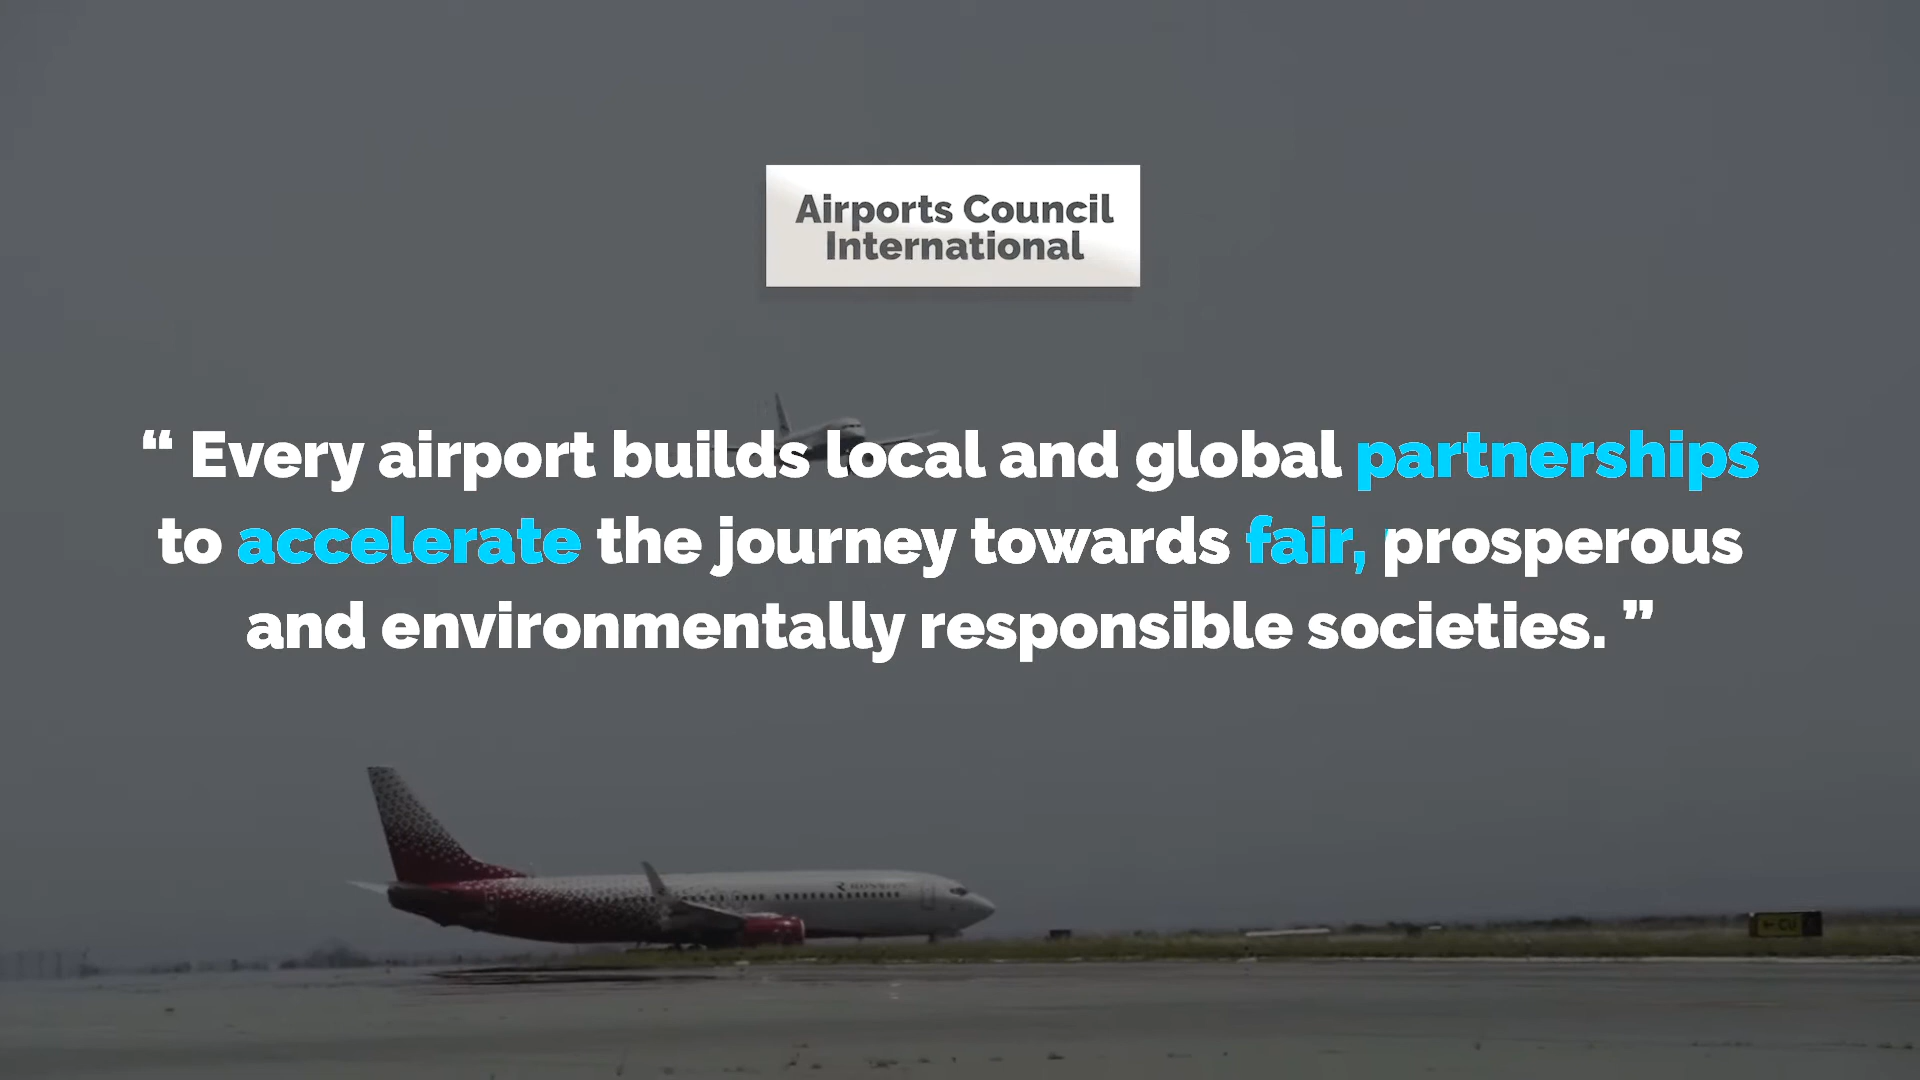 Airports Council
International
“ Every airport builds local and global partnerships
to accelerate the journey towards fair, prosperous
and environmentally responsible societies. ”